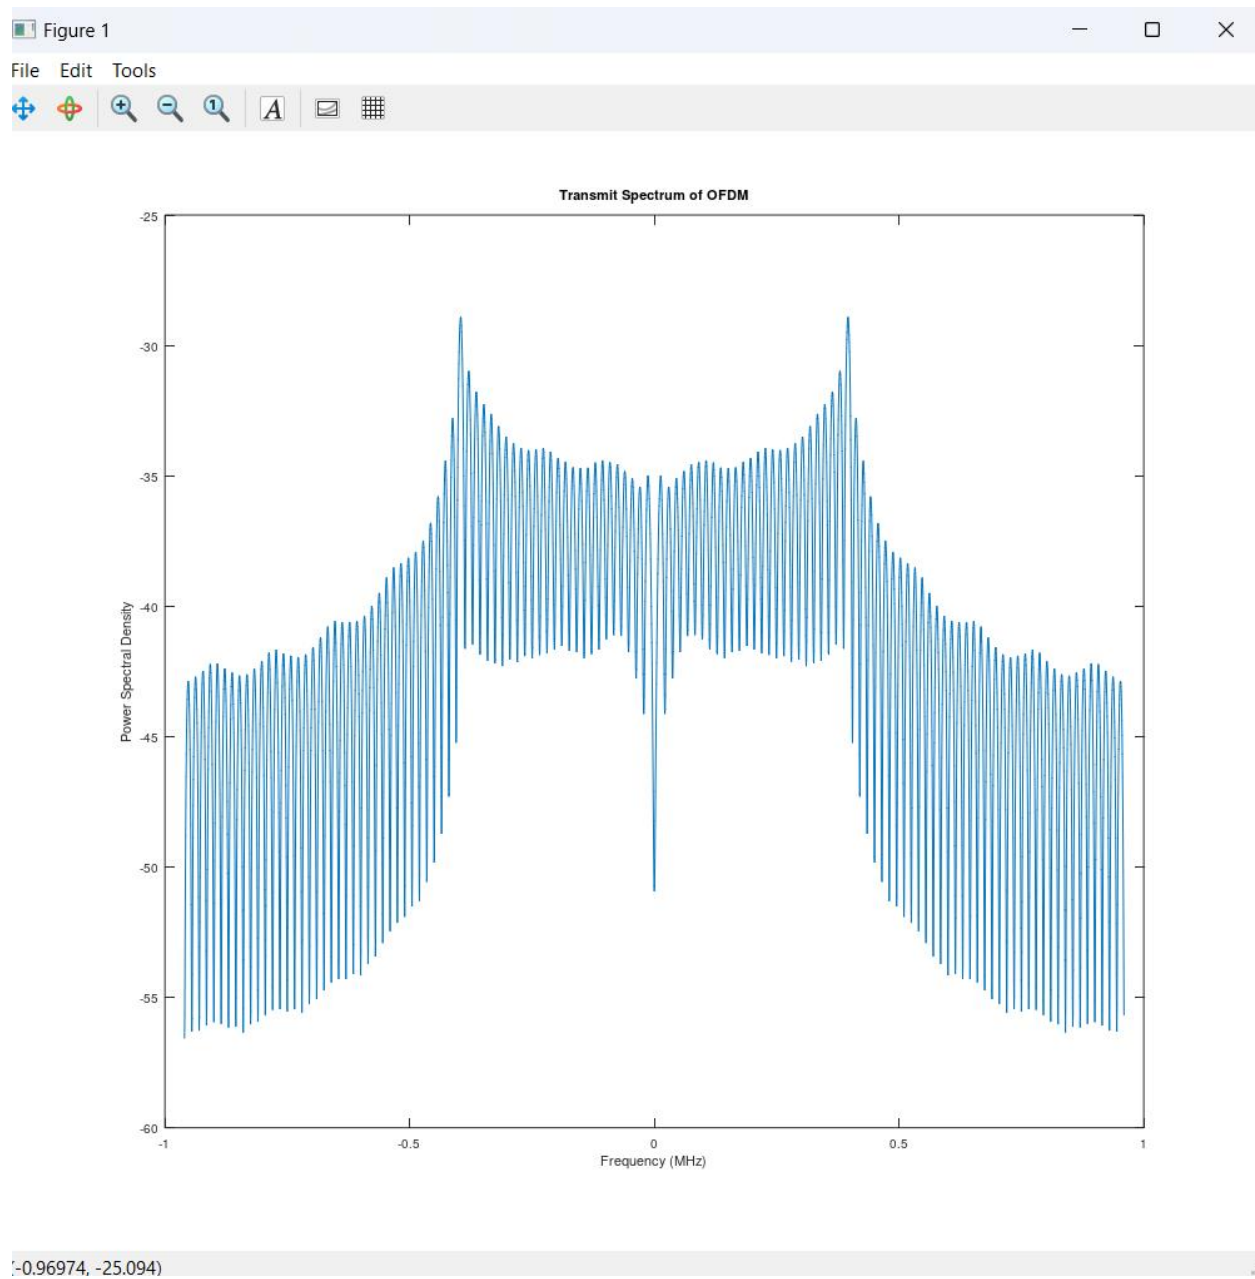 Figure 1
File Edit Tools
A
Transmit Spectrum of OFDM
-25
-30
-35
-40
-45
-50
-55
-60
Power Spectral Density
-1 -0.5 0 0.5 1
Frequency (MHz)
(-0.96974, -25.094)